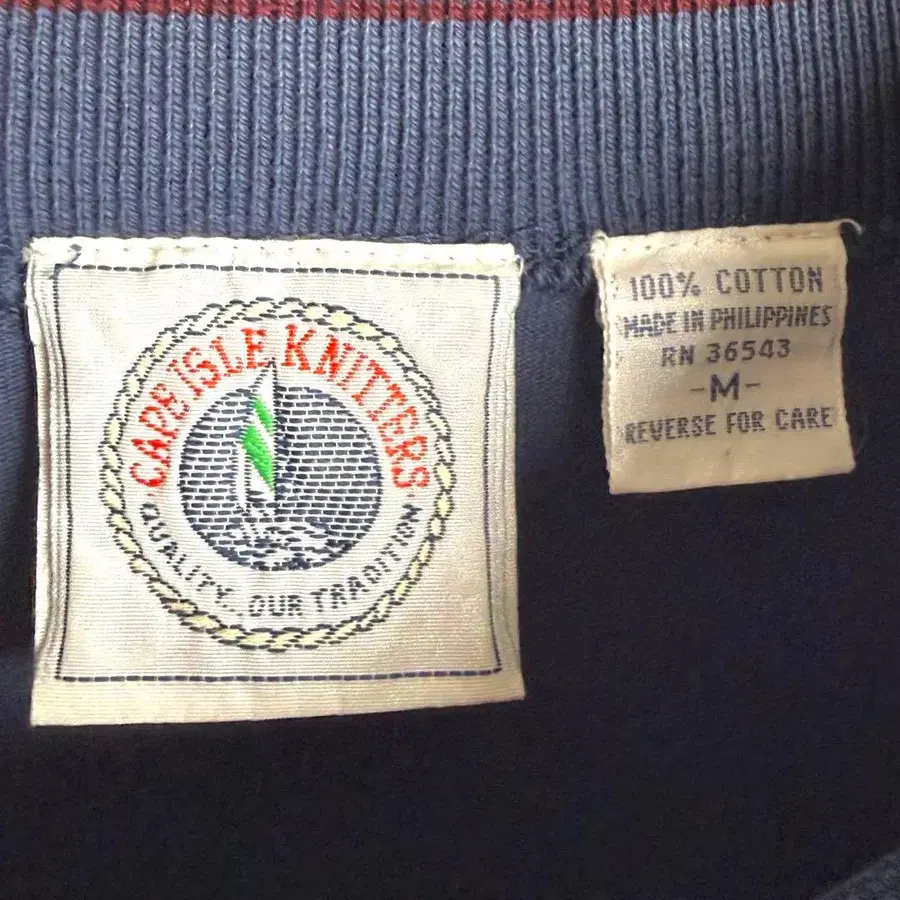 CAPE ISLE KNITTERS
QUALITY...OUR TRADITION
100% COTTON
MADE IN PHILIPPINES
RN 36543
-M-
REVERSE FOR CARE